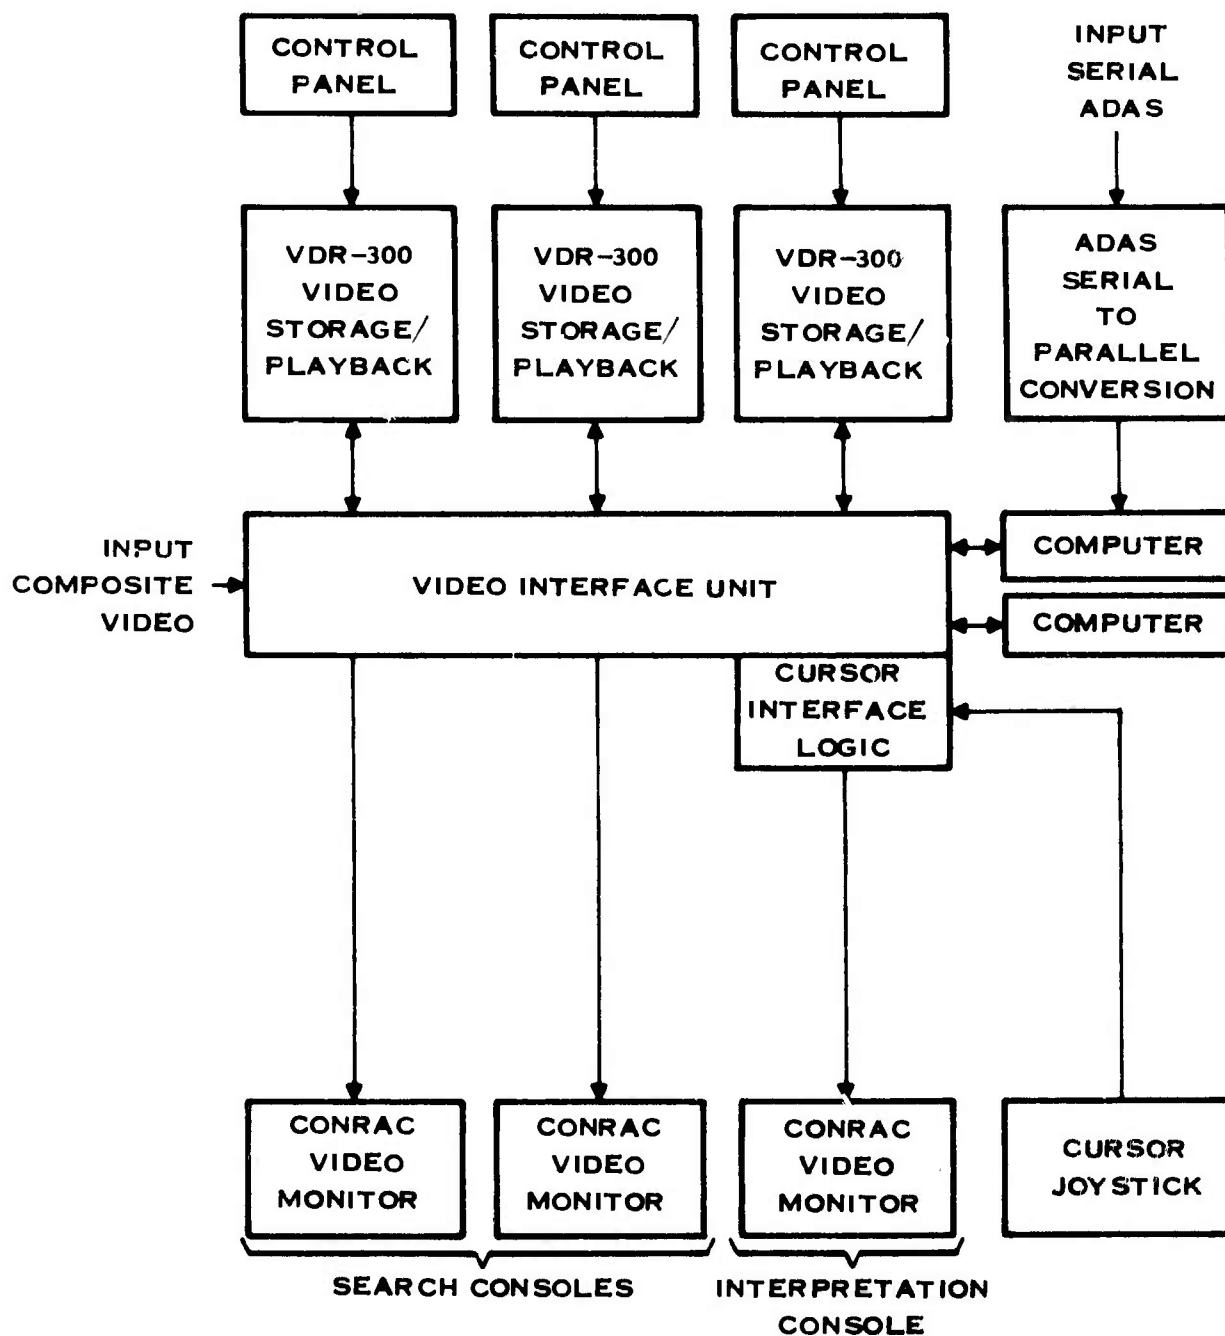 CONTROL
PANEL
CONTROL
PANEL
CONTROL
PANEL
INPUT
SERIAL
ADAS
VDR-300
VIDEO
STORAGE/
PLAYBACK
VDR-300
VIDEO
STORAGE/
PLAYBACK
VDR-300
VIDEO
STORAGE/
PLAYBACK
ADAS
SERIAL
TO
PARALLEL
CONVERSION
INPUT
COMPOSITE
VIDEO
VIDEO INTERFACE UNIT
COMPUTER
COMPUTER
CURSOR
INTERFACE
LOGIC
CONRAC
VIDEO
MONITOR
CONRAC
VIDEO
MONITOR
CONRAC
VIDEO
MONITOR
CURSOR
JOYSTICK
SEARCH CONSOLES
INTERPRETATION
CONSOLE